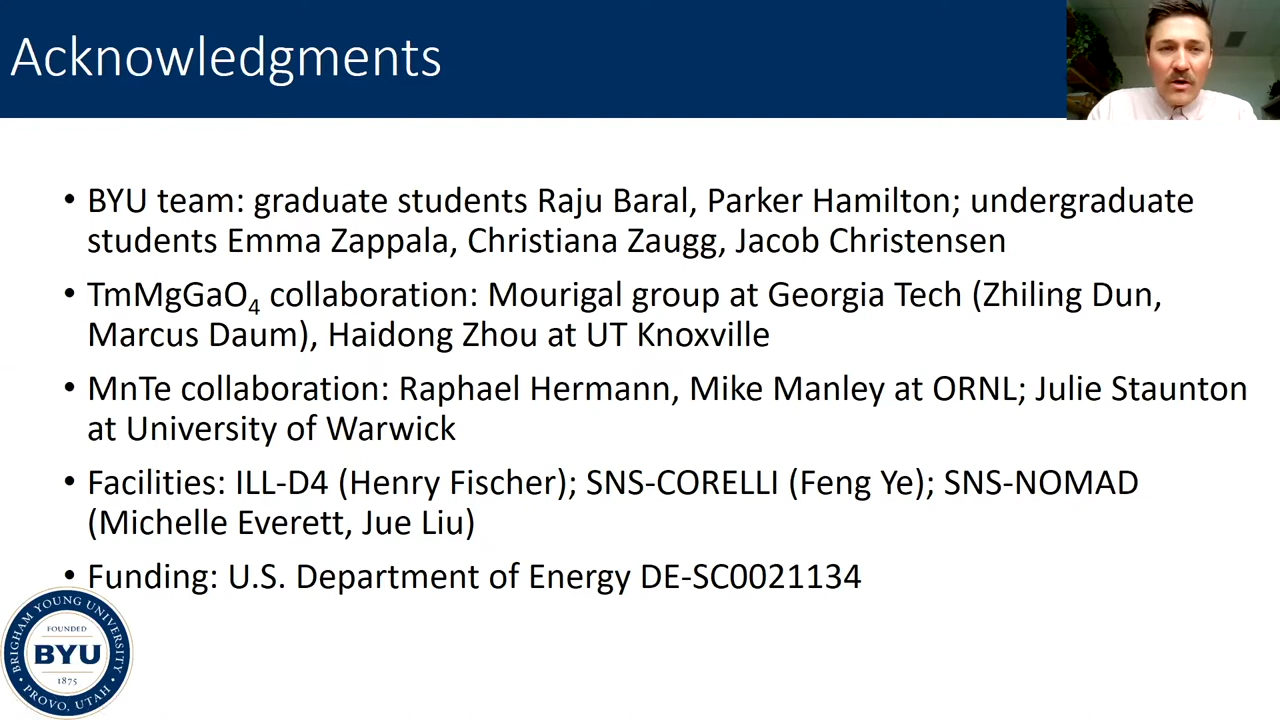 Acknowledgments
• BYU team: graduate students Raju Baral, Parker Hamilton; undergraduate
students Emma Zappala, Christiana Zaugg, Jacob Christensen
• TmMgGaO₄ collaboration: Mourigal group at Georgia Tech (Zhiling Dun,
Marcus Daum), Haidong Zhou at UT Knoxville
• MnTe collaboration: Raphael Hermann, Mike Manley at ORNL; Julie Staunton
at University of Warwick
• Facilities: ILL-D4 (Henry Fischer); SNS-CORELLI (Feng Ye); SNS-NOMAD
(Michelle Everett, Jue Liu)
• Funding: U.S. Department of Energy DE-SC0021134
BRIGHAM YOUNG UNIVERSITY
FOUNDED
BYU
1875
PROVO, UTAH